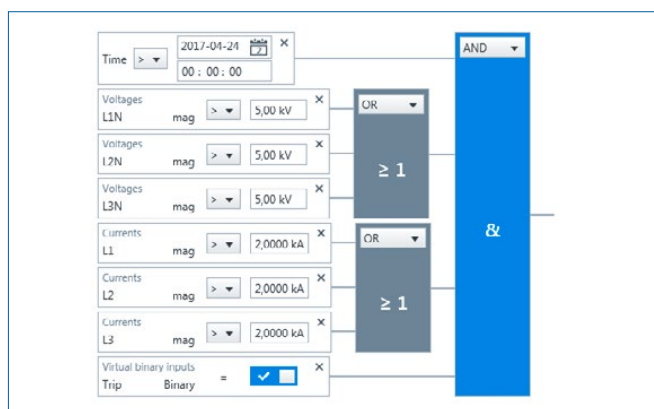 2017-04-24 2 ×
Time > ▼
00 : 00 : 00
AND ▼
Voltages ×
L1N mag > ▼ 5,00 kV
OR ▼
Voltages ×
L2N mag > ▼ 5,00 kV
≥ 1
Voltages ×
L3N mag > ▼ 5,00 kV
&
Currents ×
L1 mag > ▼ 2,0000 kA
OR ▼
Currents ×
L2 mag > ▼ 2,0000 kA
≥ 1
Currents ×
L3 mag > ▼ 2,0000 kA
Virtual binary inputs ×
Trip Binary = ✓